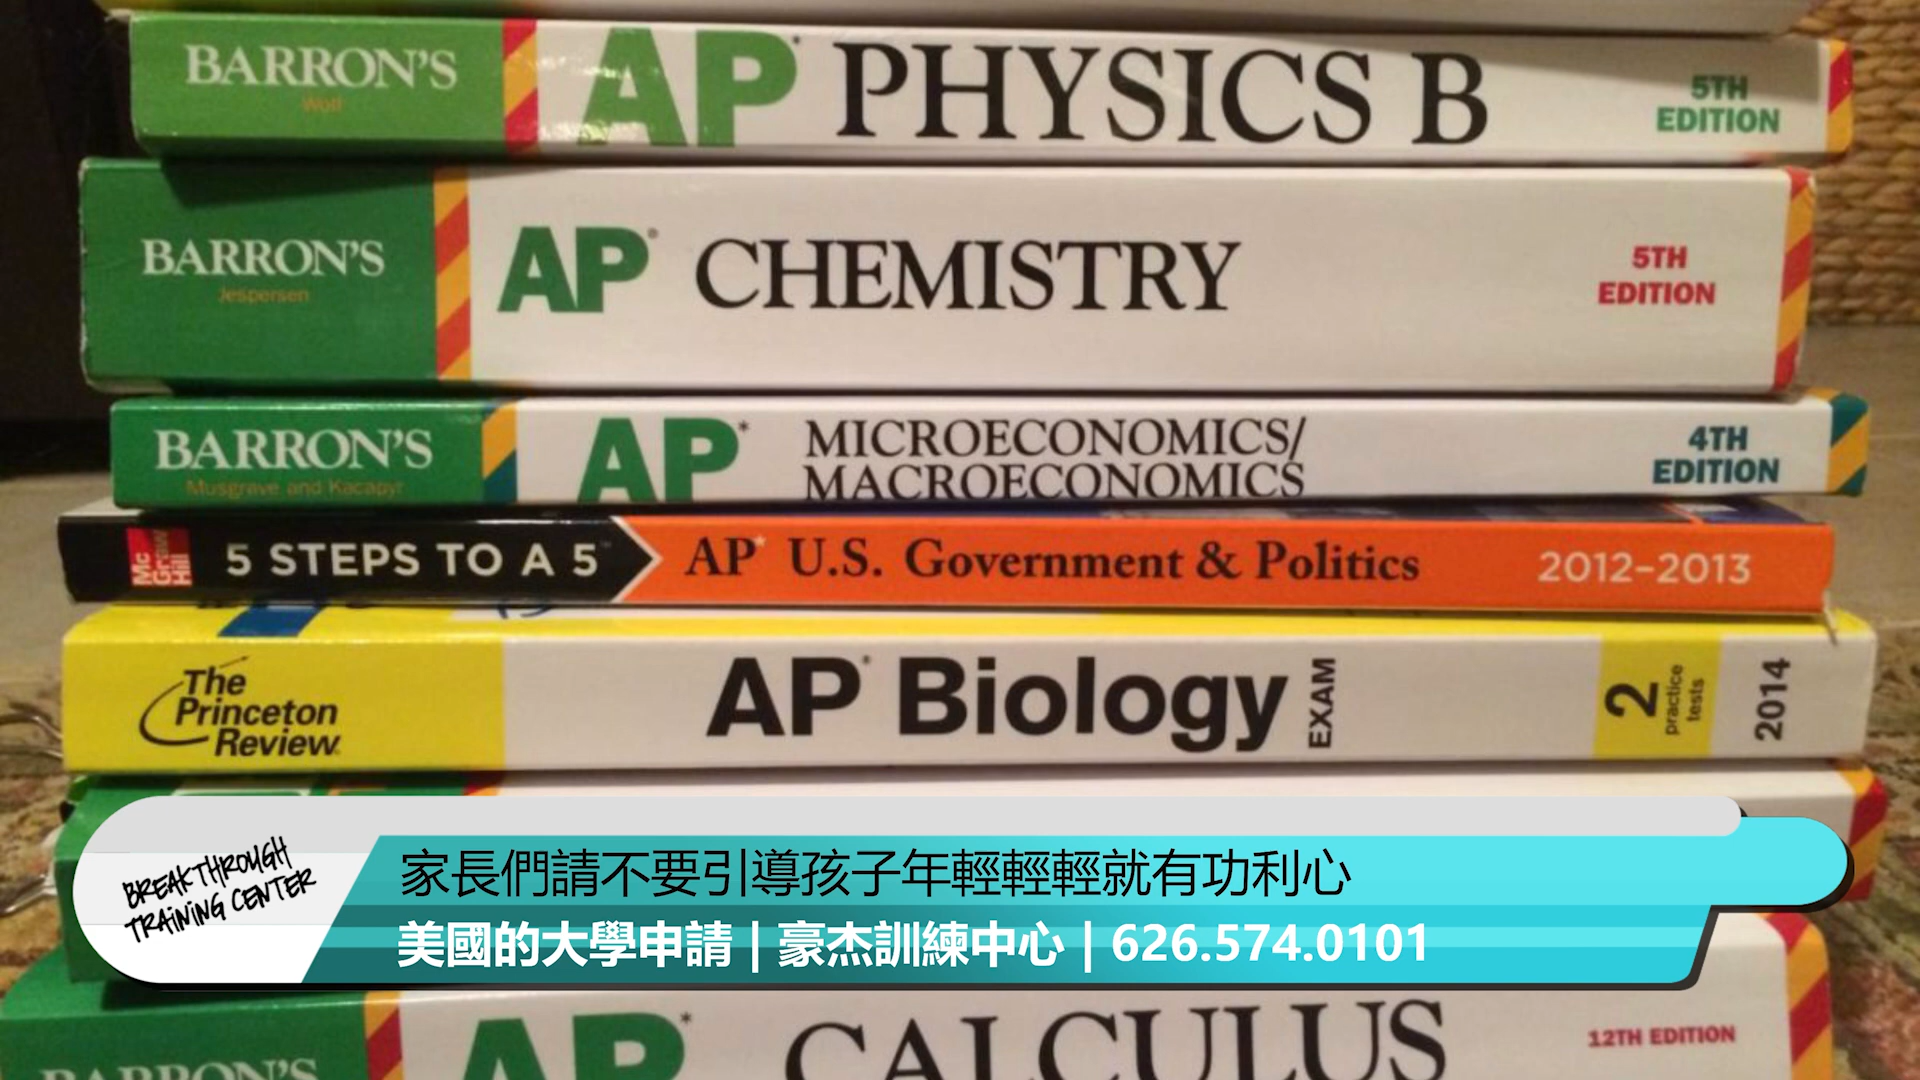 BARRON'S
Wolf
AP PHYSICS B
5TH
EDITION
BARRON'S
Jespersen
AP CHEMISTRY
5TH
EDITION
BARRON'S
Musgrave and Kacapyr
AP* MICROECONOMICS/
MACROECONOMICS
4TH
EDITION
Mc
Graw
Hill
5 STEPS TO A 5
AP* U.S. Government & Politics
2012-2013
The
Princeton
Review
AP Biology EXAM
2 practice
tests
2014
BREAKTHROUGH
TRAINING CENTER
家長們請不要引導孩子年輕輕輕就有功利心
美國的大學申請 | 豪杰訓練中心 | 626.574.0101
BARRON'S
AP* CALCULUS
12TH EDITION